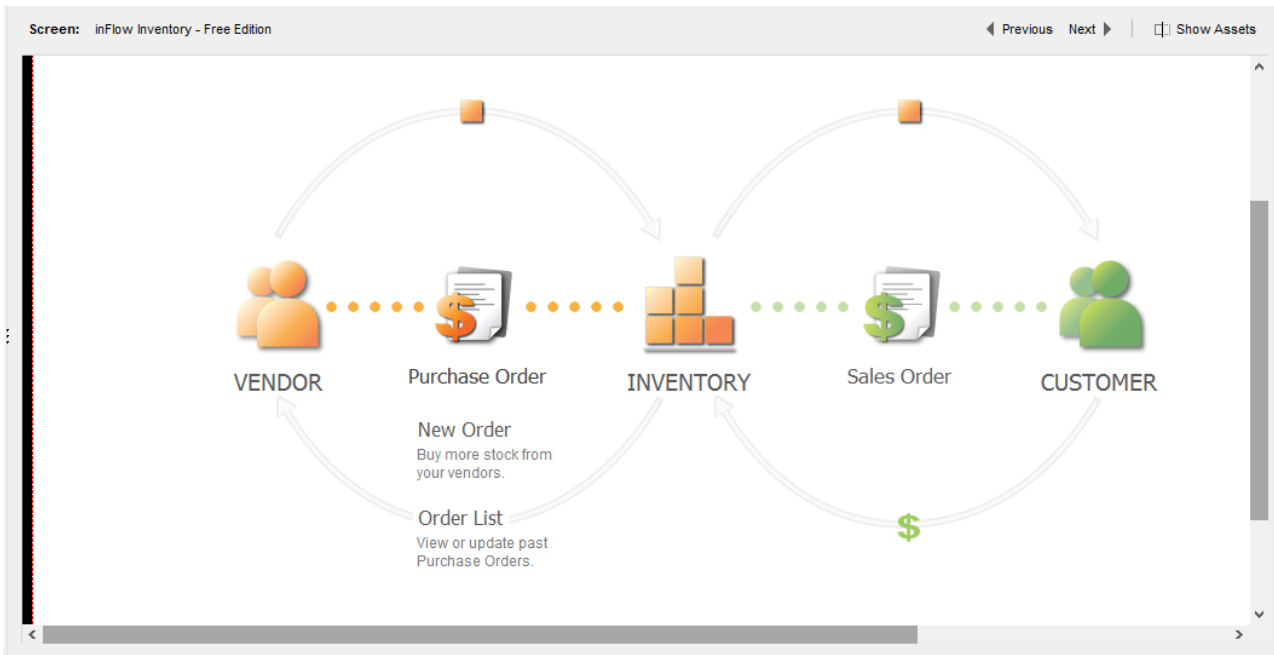 Screen: inFlow Inventory - Free Edition
Previous Next Show Assets
VENDOR
Purchase Order
INVENTORY
Sales Order
CUSTOMER
New Order
Buy more stock from
your vendors.
Order List
View or update past
Purchase Orders.